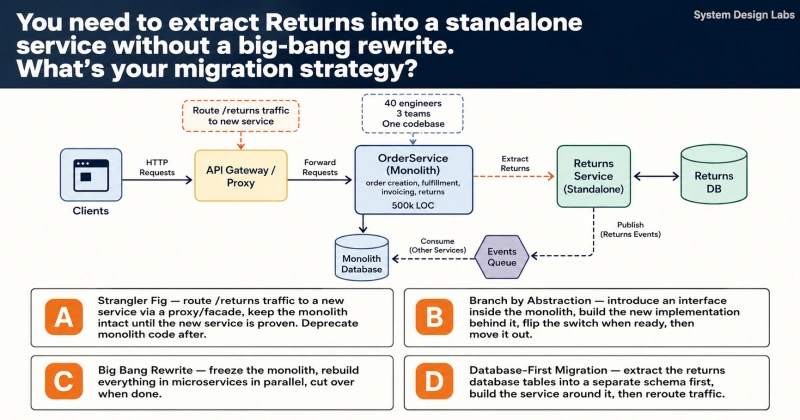 You need to extract Returns into a standalone
service without a big-bang rewrite.
What's your migration strategy?
System Design Labs
Route /returns traffic
to new service
40 engineers
3 teams
One codebase
Clients
HTTP
Requests
API Gateway /
Proxy
Forward
Requests
OrderService
(Monolith)
order creation, fulfillment,
invoicing, returns
500k LOC
Extract
Returns
Returns
Service
(Standalone)
Returns
DB
Publish
(Returns Events)
Monolith
Database
Consume
(Other Services)
Events
Queue
A
Strangler Fig — route /returns traffic to a new
service via a proxy/facade, keep the monolith
intact until the new service is proven. Deprecate
monolith code after.
B
Branch by Abstraction — introduce an interface
inside the monolith, build the new implementation
behind it, flip the switch when ready, then
move it out.
C
Big Bang Rewrite — freeze the monolith, rebuild
everything in microservices in parallel, cut over
when done.
D
Database-First Migration — extract the returns
database tables into a separate schema first,
build the service around it, then reroute traffic.